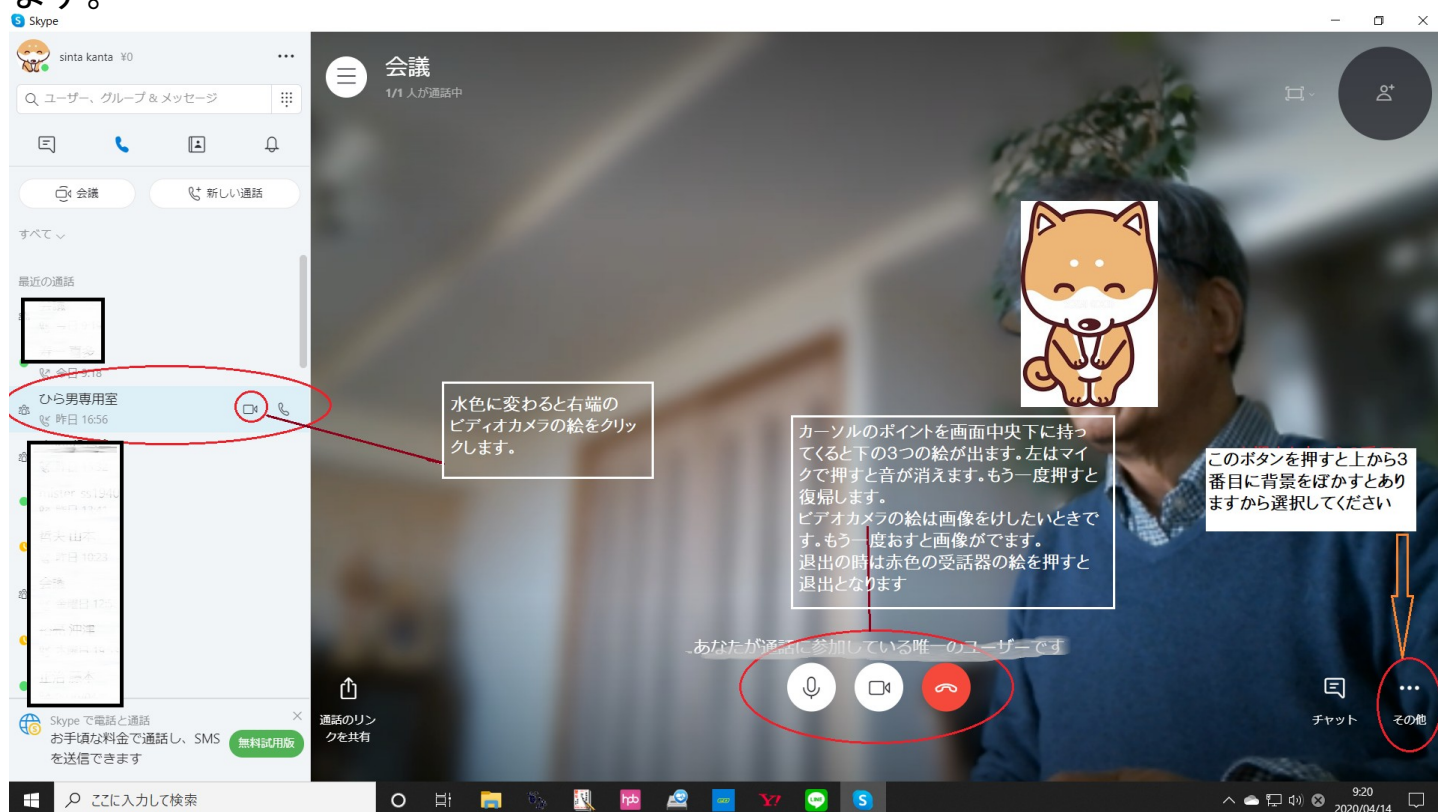 ます。
Skype
sinta kanta ¥0
ユーザー、グループ & メッセージ
会議
新しい通話
すべて
最近の通話
今日 9:18
ひら男専用室
昨日 16:56
Skype で電話と通話
お手頃な料金で通話し、SMS
を送信できます
無料試用版
会議
1/1 人が通話中
水色に変わると右端の
ビディオカメラの絵をクリッ
クします。
カーソルのポイントを画面中央下に持っ
てくると下の3つの絵が出ます。左はマイ
クで押すと音が消えます。もう一度押すと
復帰します。
ビデオカメラの絵は画像をけしたいときで
す。もう一度おすと画像がでます。
退出の時は赤色の受話器の絵を押すと
退出となります
このボタンを押すと上から3
番目に背景をぼかすとあり
ますから選択してください
あなたが通話に参加している唯一のユーザーです
通話のリン
クを共有
チャット
その他
ここに入力して検索
hpb
LINE
9:20
2020/04/14